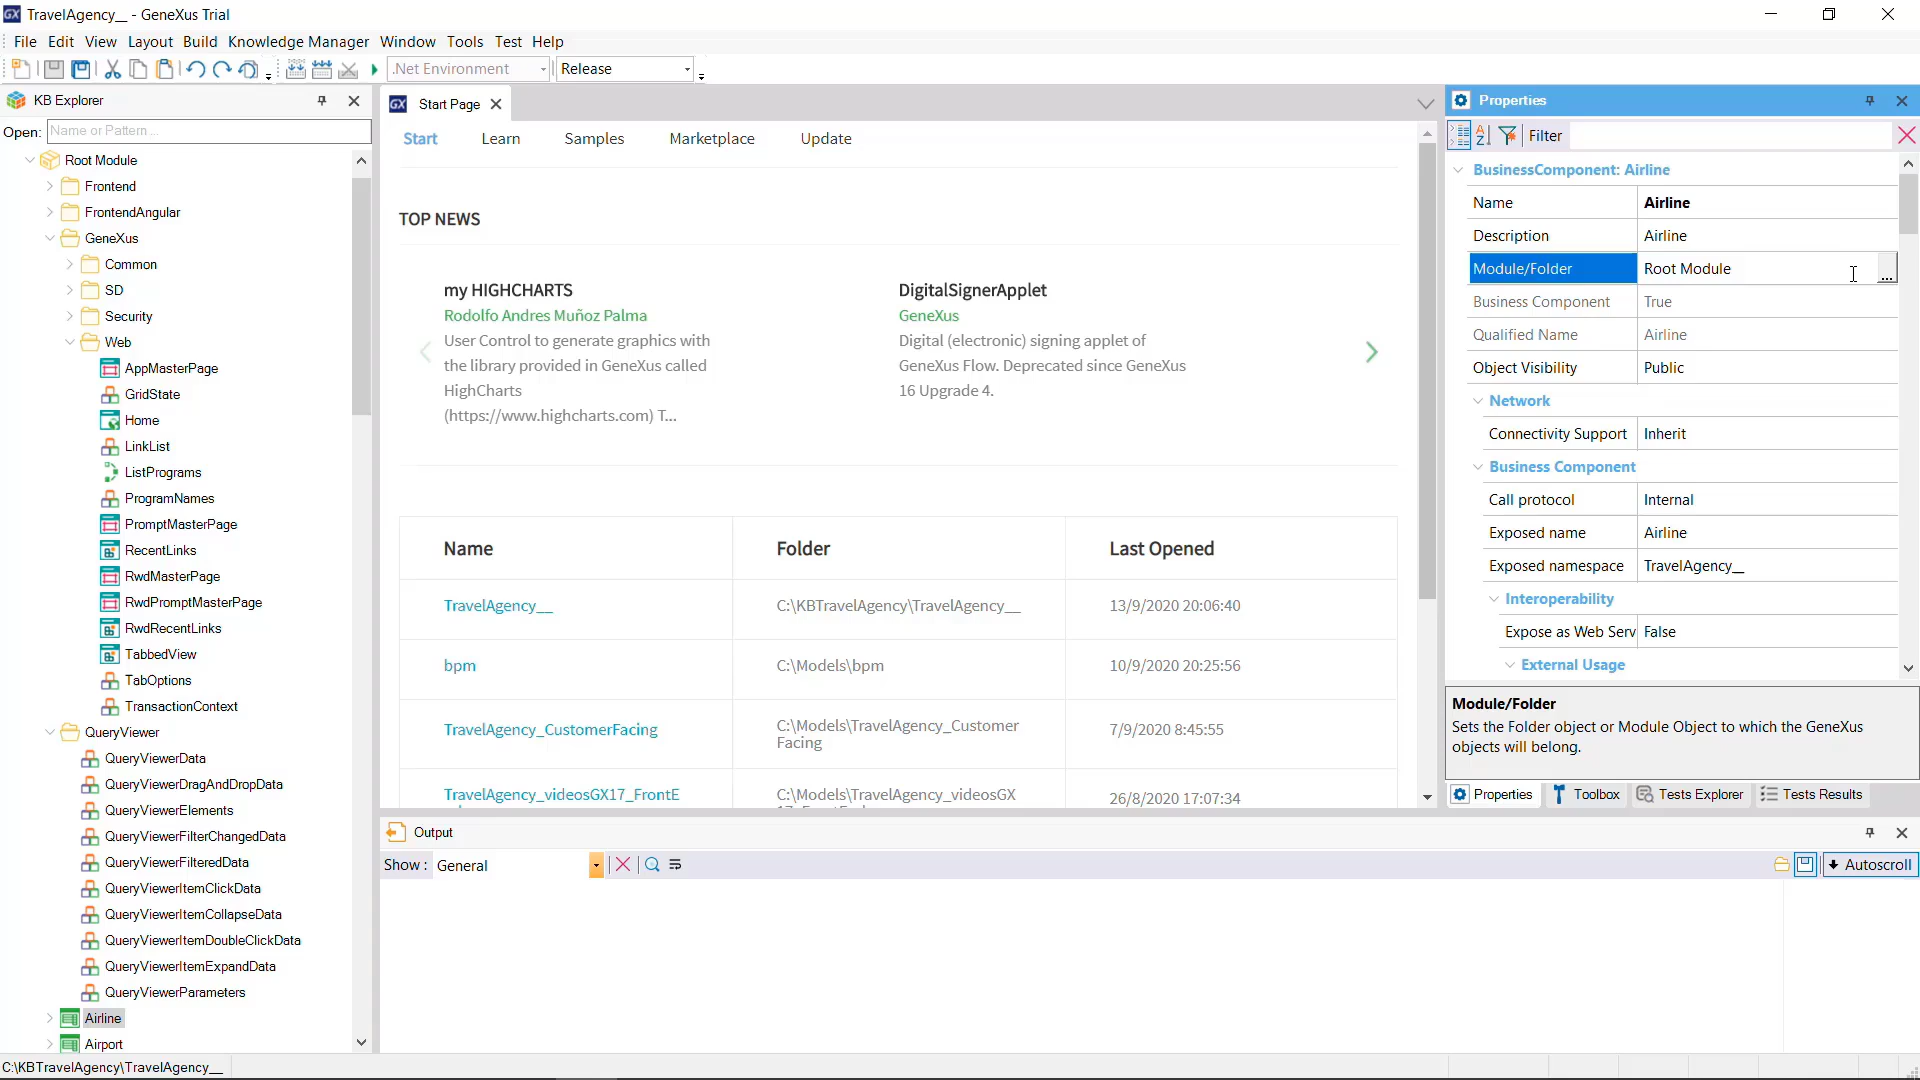 TravelAgency__ - GeneXus Trial
File Edit View Layout Build Knowledge Manager Window Tools Test Help
.Net Environment Release
KB Explorer
Open: Name or Pattern ...
Root Module
Frontend
FrontendAngular
GeneXus
Common
SD
Security
Web
AppMasterPage
GridState
Home
LinkList
ListPrograms
ProgramNames
PromptMasterPage
RecentLinks
RwdMasterPage
RwdPromptMasterPage
RwdRecentLinks
TabbedView
TabOptions
TransactionContext
QueryViewer
QueryViewerData
QueryViewerDragAndDropData
QueryViewerElements
QueryViewerFilterChangedData
QueryViewerFilteredData
QueryViewerItemClickData
QueryViewerItemCollapseData
QueryViewerItemDoubleClickData
QueryViewerItemExpandData
QueryViewerParameters
Airline
Airport
C:\KBTravelAgency\TravelAgency__
Start Page
Start Learn Samples Marketplace Update
TOP NEWS
my HIGHCHARTS
Rodolfo Andres Muñoz Palma
User Control to generate graphics with
the library provided in GeneXus called
HighCharts
(https://www.highcharts.com) T...
DigitalSignerApplet
GeneXus
Digital (electronic) signing applet of
GeneXus Flow. Deprecated since GeneXus
16 Upgrade 4.
Name Folder Last Opened
TravelAgency__ C:\KBTravelAgency\TravelAgency__ 13/9/2020 20:06:40
bpm C:\Models\bpm 10/9/2020 20:25:56
TravelAgency_CustomerFacing C:\Models\TravelAgency_Customer 7/9/2020 8:45:55
Facing
TravelAgency_videosGX17_FrontE C:\Models\TravelAgency_videosGX 26/8/2020 17:07:34
Output
Show: General
Autoscroll
Properties
Filter
BusinessComponent: Airline
Name Airline
Description Airline
Module/Folder Root Module ...
Business Component True
Qualified Name Airline
Object Visibility Public
Network
Connectivity Support Inherit
Business Component
Call protocol Internal
Exposed name Airline
Exposed namespace TravelAgency__
Interoperability
Expose as Web Serv False
External Usage
Module/Folder
Sets the Folder object or Module Object to which the GeneXus
objects will belong.
Properties Toolbox Tests Explorer Tests Results